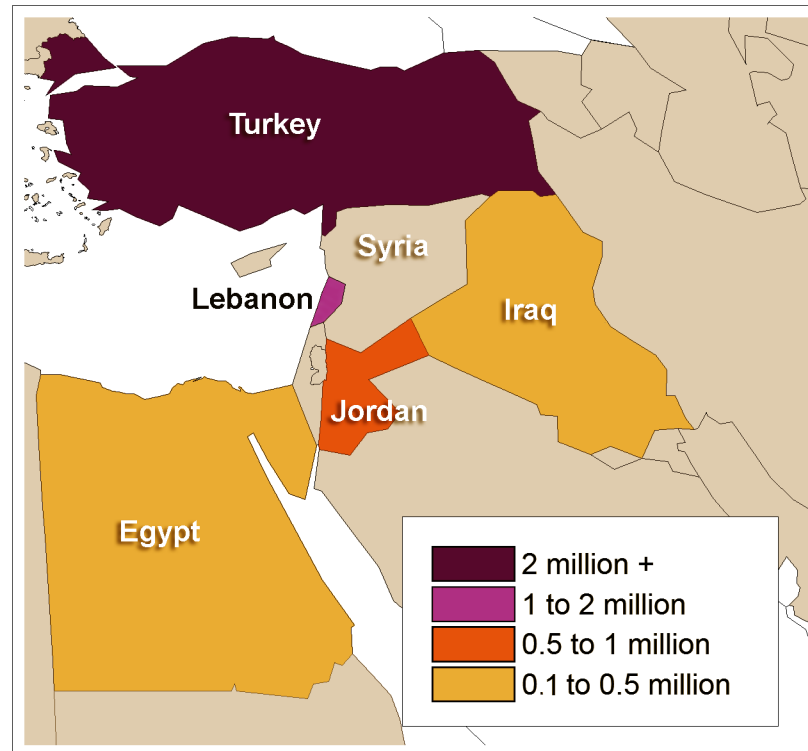 Turkey
Syria
Lebanon
Iraq
Jordan
Egypt
2 million +
1 to 2 million
0.5 to 1 million
0.1 to 0.5 million